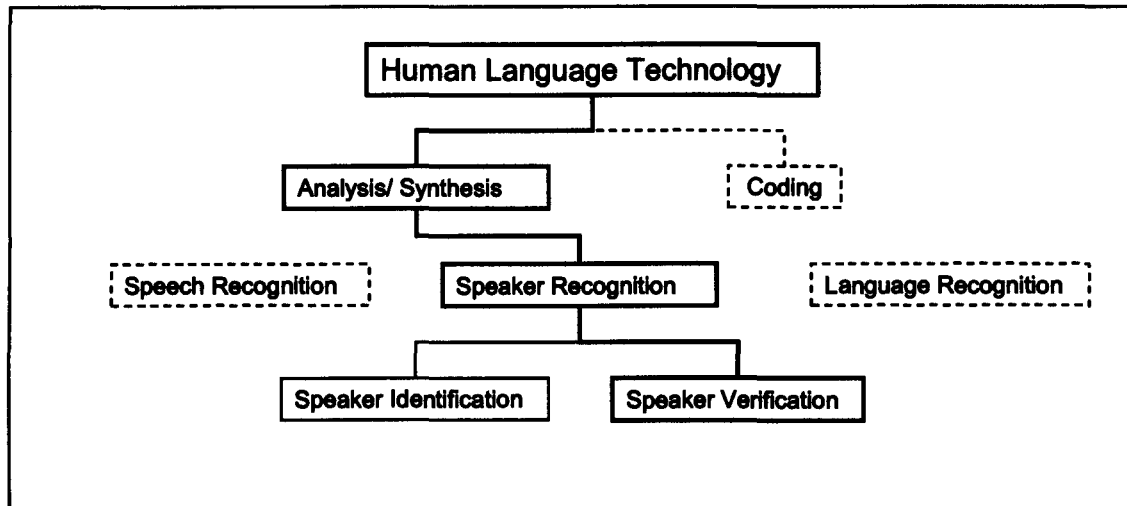 Human Language Technology
Analysis/ Synthesis
Coding
Speech Recognition
Speaker Recognition
Language Recognition
Speaker Identification
Speaker Verification